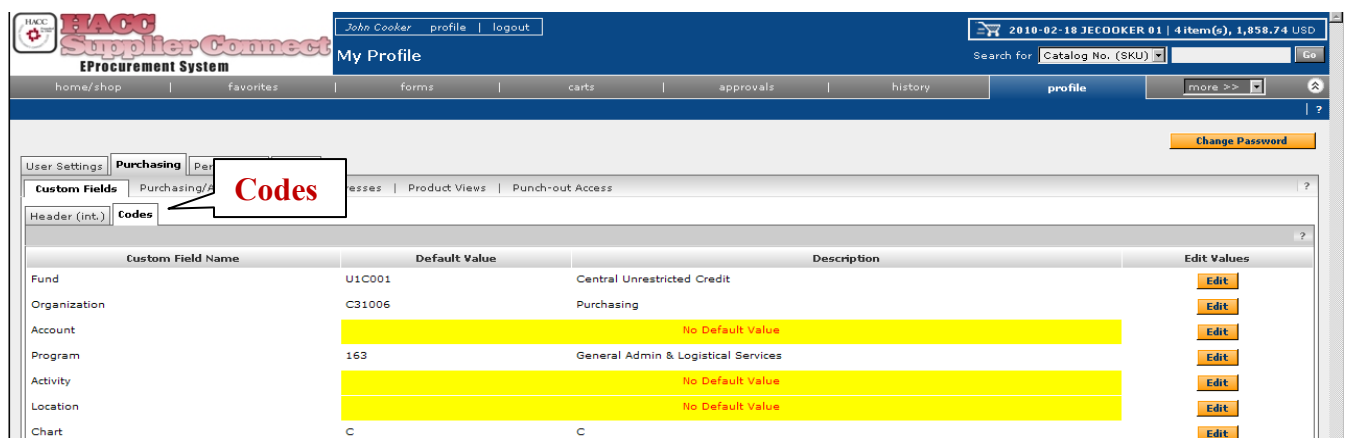 HACC
HACC
Supplier Connect
EProcurement System
John Cooker profile | logout
My Profile
2010-02-18 JECOOKER 01 | 4 item(s), 1,858.74 USD
Search for Catalog No. (SKU) Go
home/shop | favorites | forms | carts | approvals | history profile more >>
| ?
Change Password
User Settings Purchasing Per
Custom Fields Purchasing/A esses | Product Views | Punch-out Access ?
Codes
Header (int.) Codes
?
Custom Field Name Default Value Description Edit Values
Fund U1C001 Central Unrestricted Credit Edit
Organization C31006 Purchasing Edit
Account No Default Value Edit
Program 163 General Admin & Logistical Services Edit
Activity No Default Value Edit
Location No Default Value Edit
Chart C C Edit